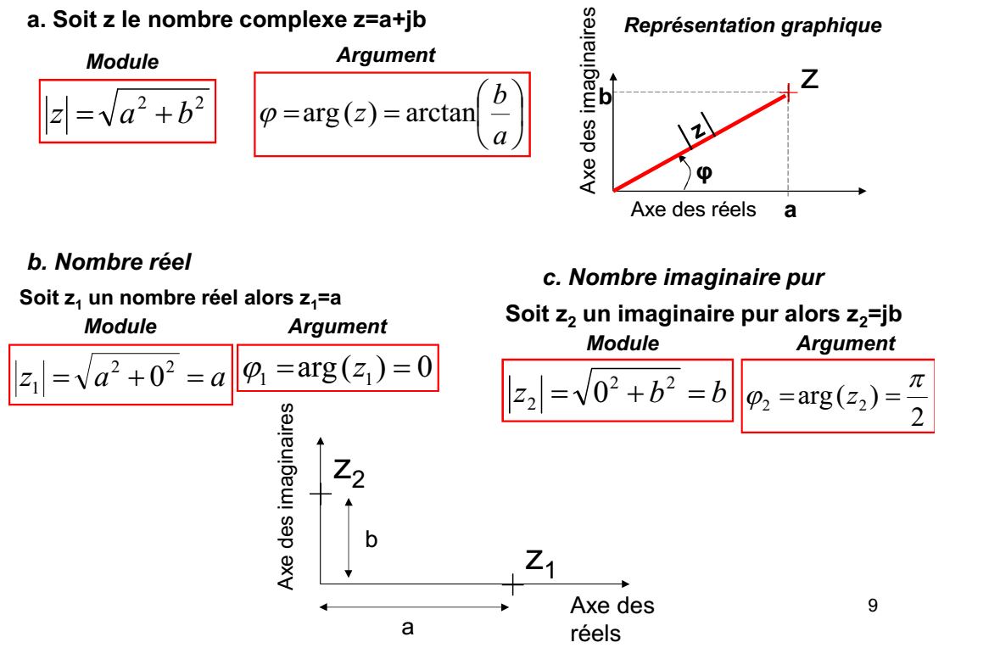 a. Soit z le nombre complexe z=a+jb
Module
|z| = √(a² + b²)
Argument
φ = arg(z) = arctan(b/a)
Représentation graphique
Axe des imaginaires
b
z
|z|
φ
Axe des réels
a
b. Nombre réel
Soit z₁ un nombre réel alors z₁=a
Module
Argument
|z₁| = √(a² + 0²) = a
φ₁ = arg(z₁) = 0
c. Nombre imaginaire pur
Soit z₂ un imaginaire pur alors z₂=jb
Module
Argument
|z₂| = √(0² + b²) = b
φ₂ = arg(z₂) = π/2
Axe des imaginaires
z₂
b
z₁
a
Axe des
réels
9